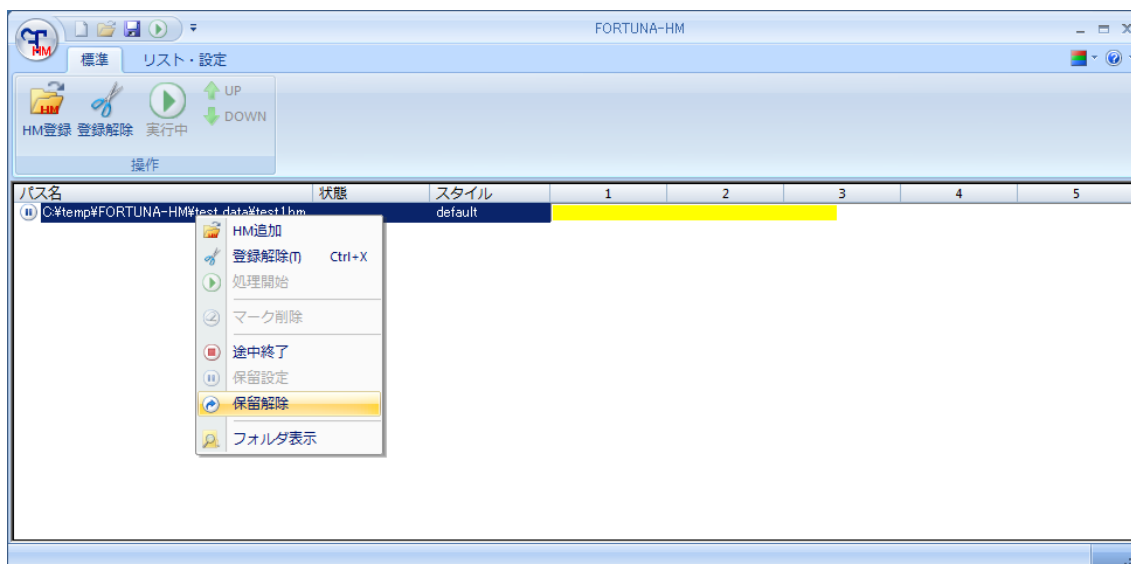 FORTUNA-HM
HM
標準 リスト・設定
HM登録 登録解除 実行中 UP
DOWN
操作
パス名 状態 スタイル 1 2 3 4 5
C:¥temp¥FORTUNA-HM¥test data¥test1hm default
HM追加
登録解除(T) Ctrl+X
処理開始
マーク削除
途中終了
保留設定
保留解除
フォルダ表示